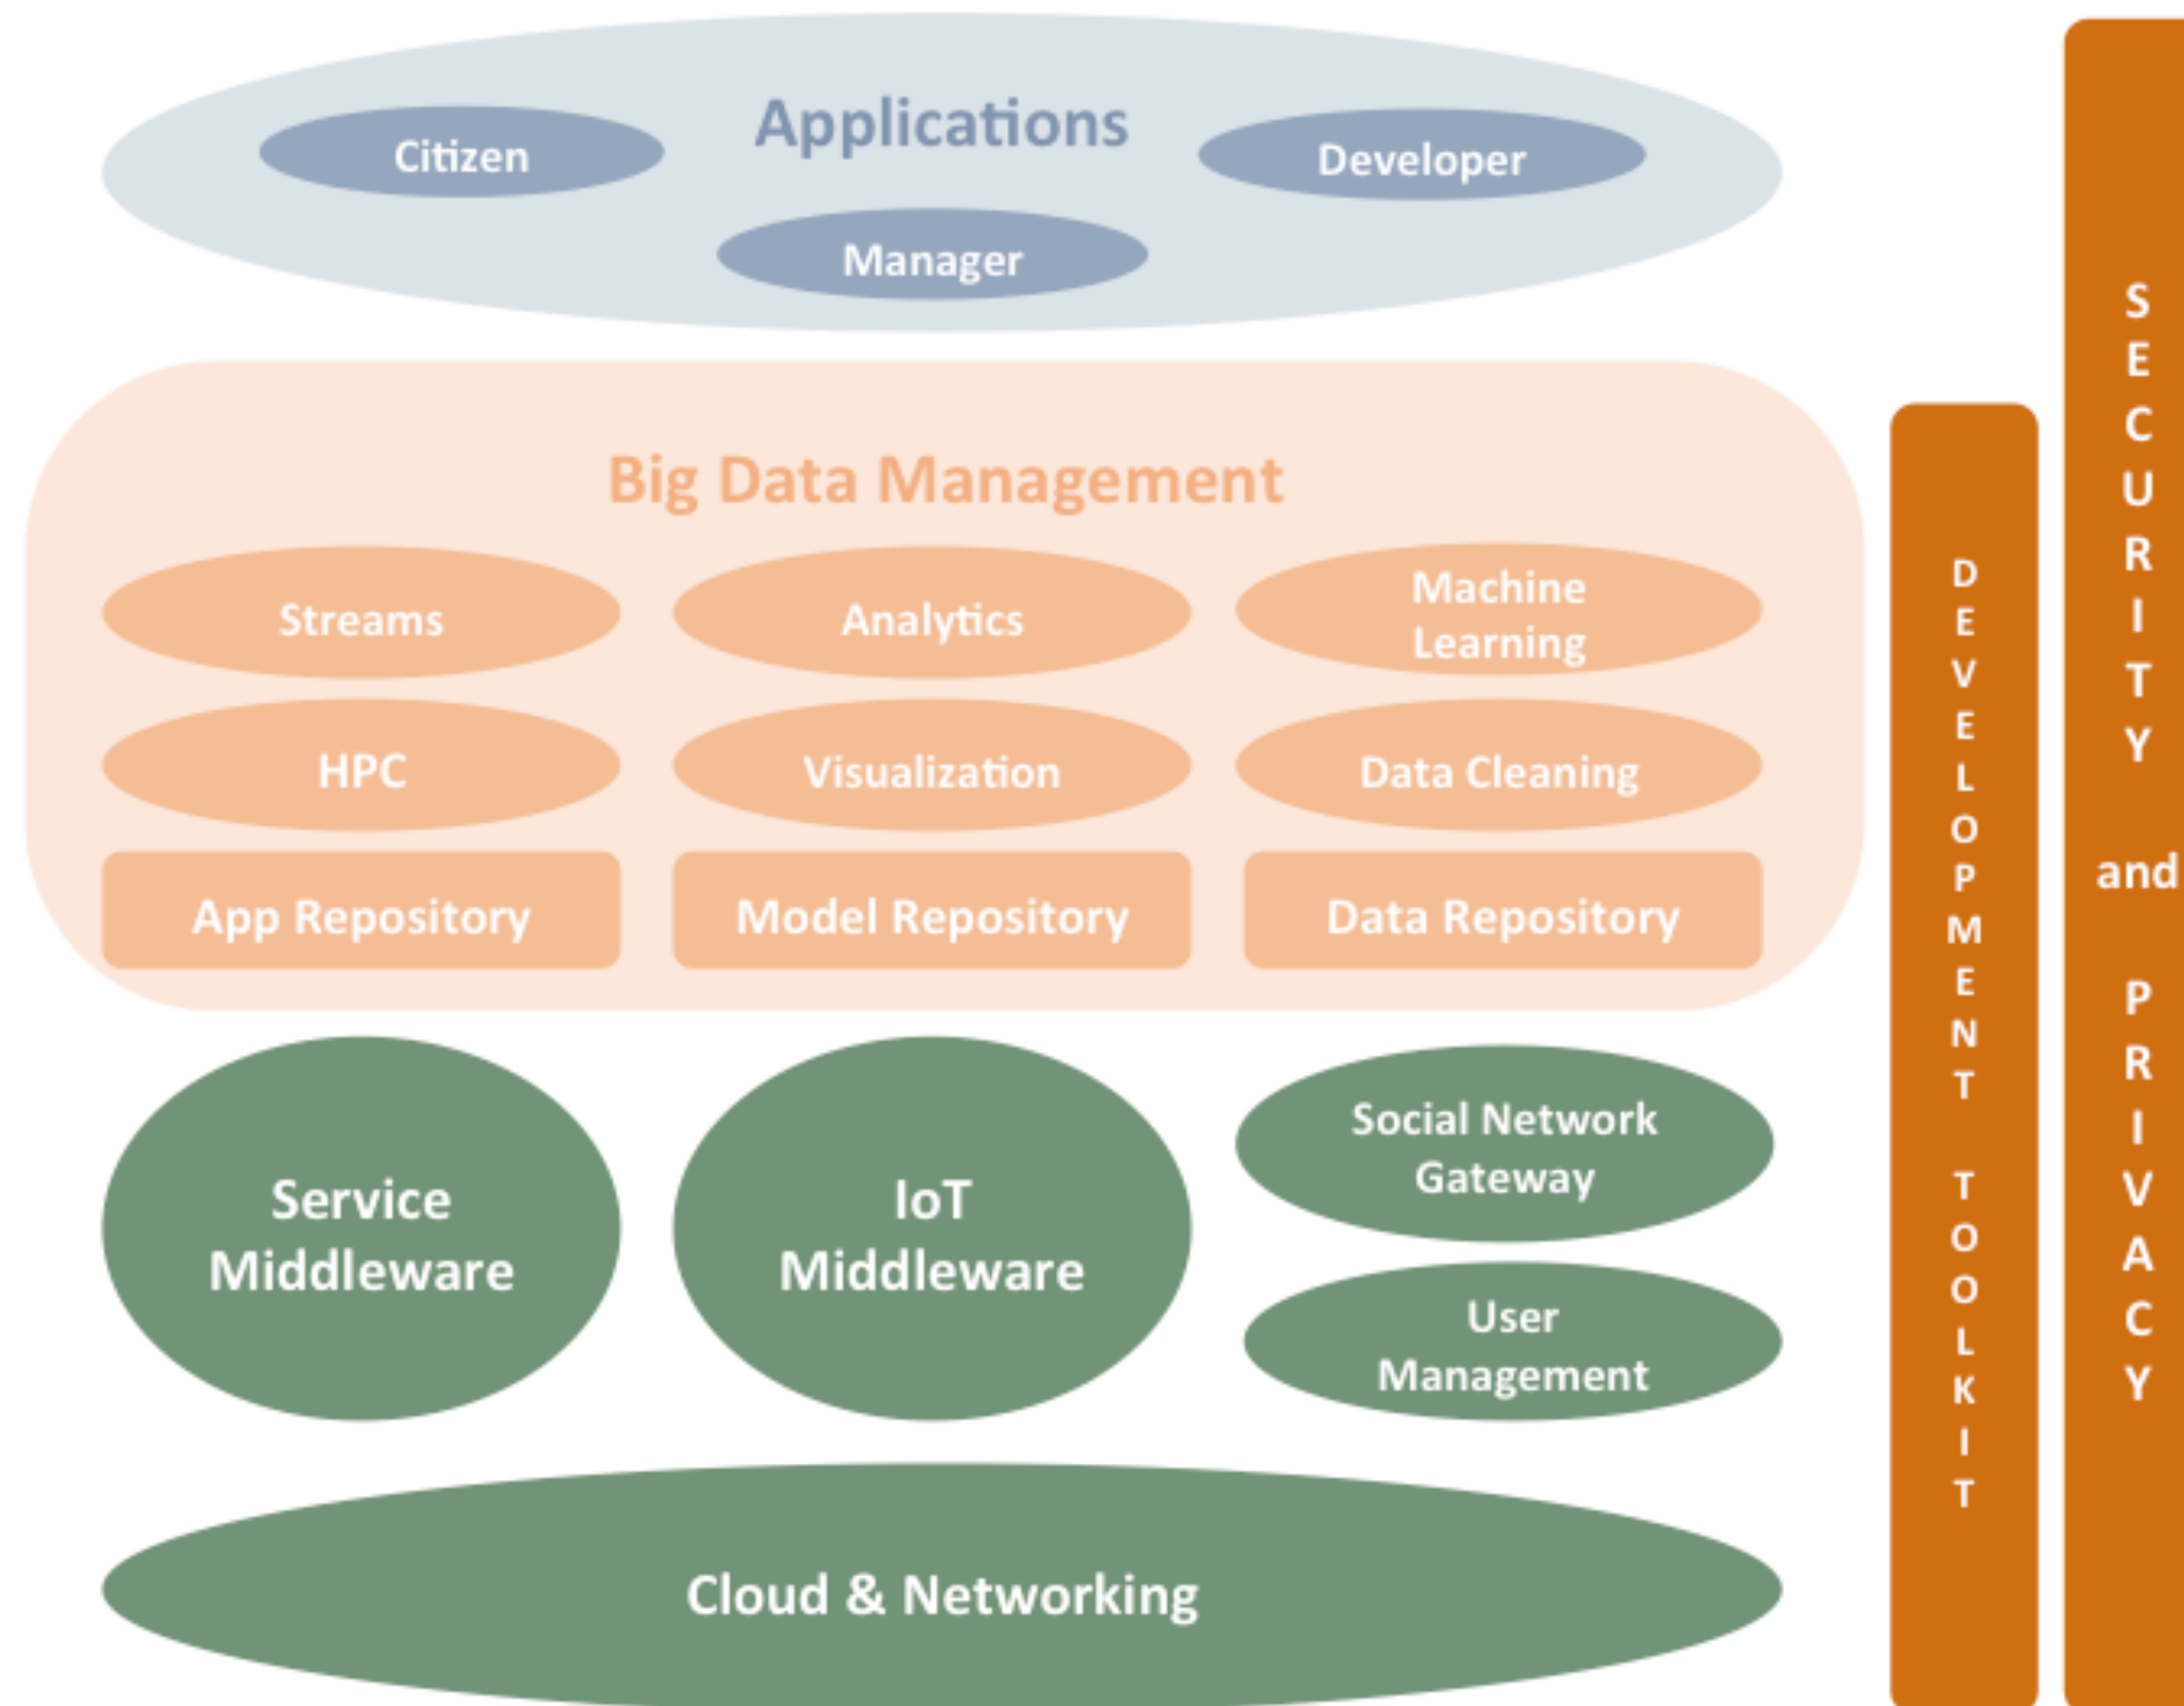 Applications
Citizen
Developer
Manager
Big Data Management
Streams
Analytics
Machine
Learning
HPC
Visualization
Data Cleaning
App Repository
Model Repository
Data Repository
Service
Middleware
IoT
Middleware
Social Network
Gateway
User
Management
Cloud & Networking
DEVELOPMENT TOOLKIT
SECURITY and PRIVACY